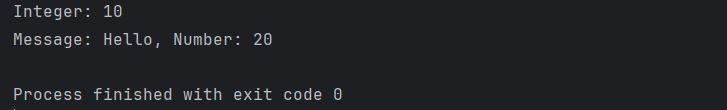 Integer: 10
Message: Hello, Number: 20
Process finished with exit code 0